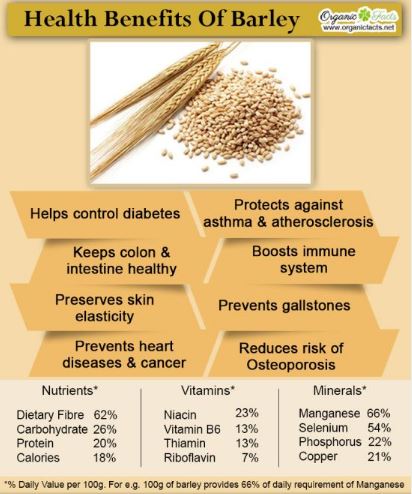 Health Benefits Of Barley
Organic Facts
www.organicfacts.net
Helps control diabetes
Protects against
asthma & atherosclerosis
Keeps colon &
intestine healthy
Boosts immune
system
Preserves skin
elasticity
Prevents gallstones
Prevents heart
diseases & cancer
Reduces risk of
Osteoporosis
Nutrients*
Dietary Fibre 62%
Carbohydrate 26%
Protein 20%
Calories 18%
Vitamins*
Niacin 23%
Vitamin B6 13%
Thiamin 13%
Riboflavin 7%
Minerals*
Manganese 66%
Selenium 54%
Phosphorus 22%
Copper 21%
*% Daily Value per 100g. For e.g. 100g of barley provides 66% of daily requirement of Manganese